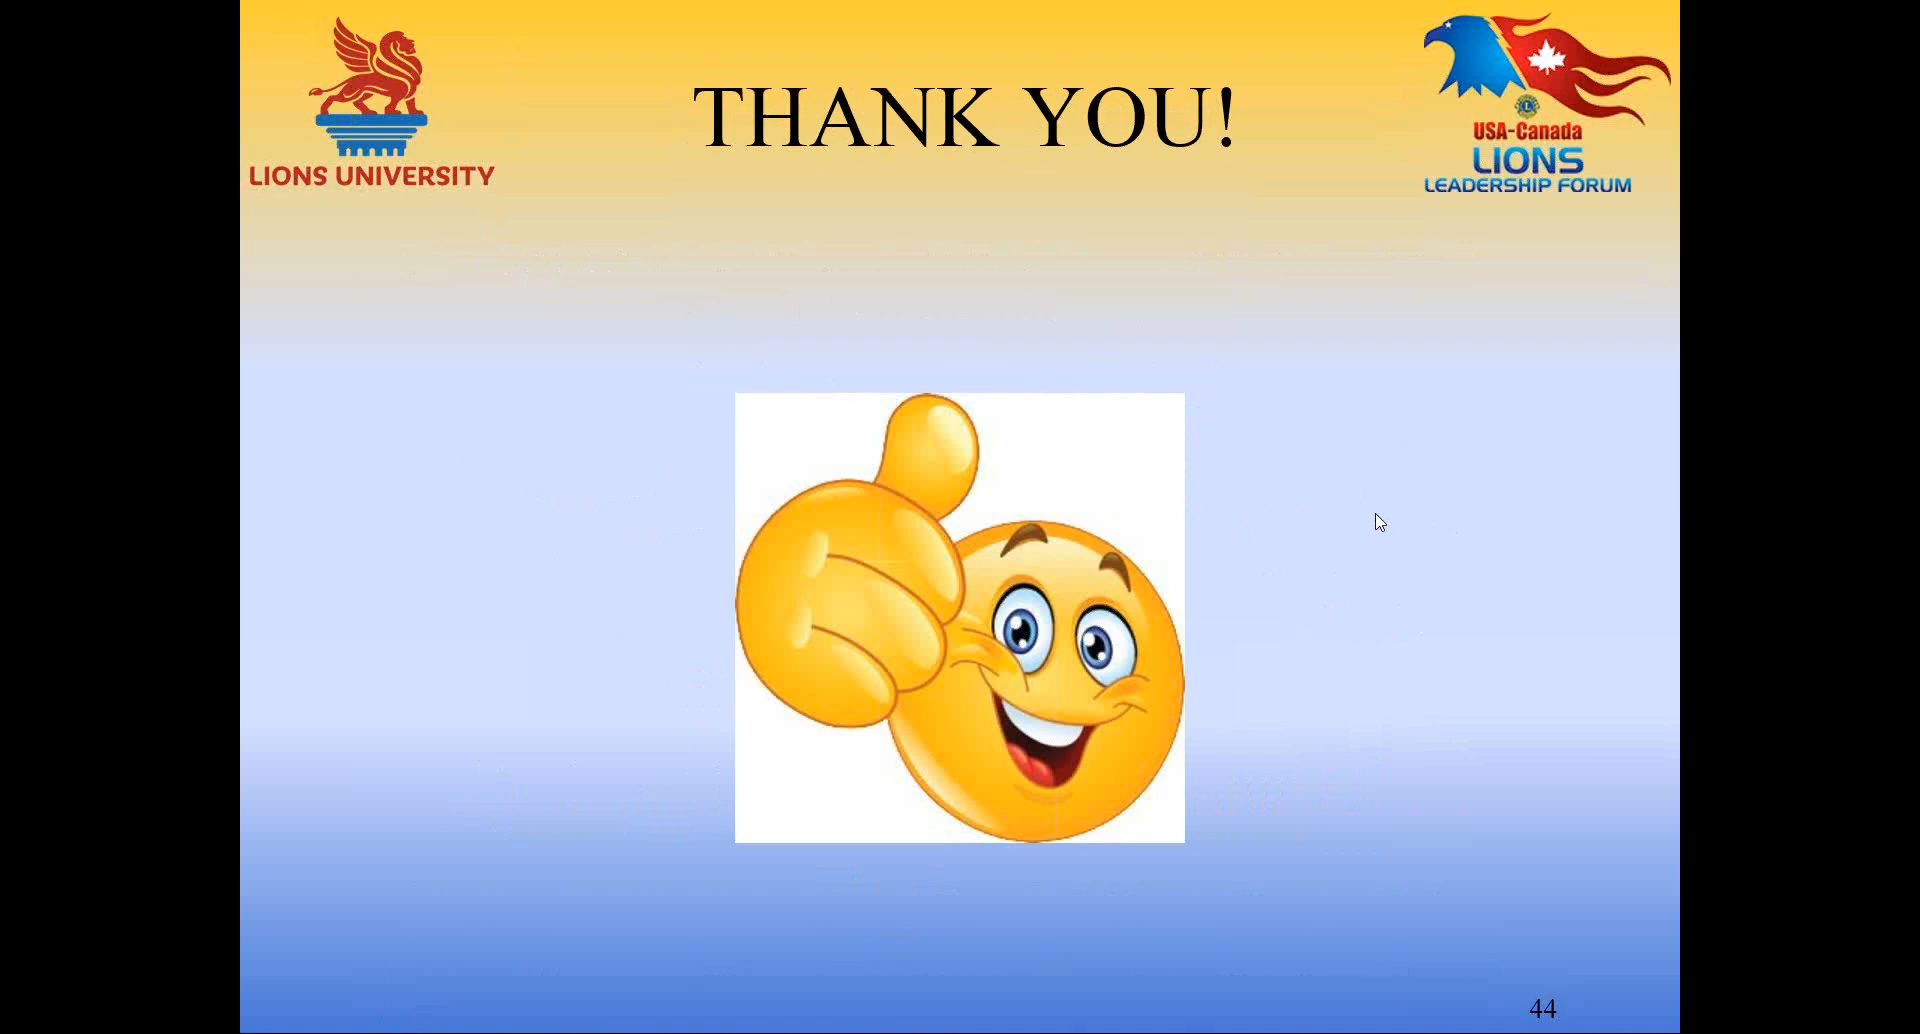 LIONS UNIVERSITY
THANK YOU!
L
USA-Canada
LIONS
LEADERSHIP FORUM
44